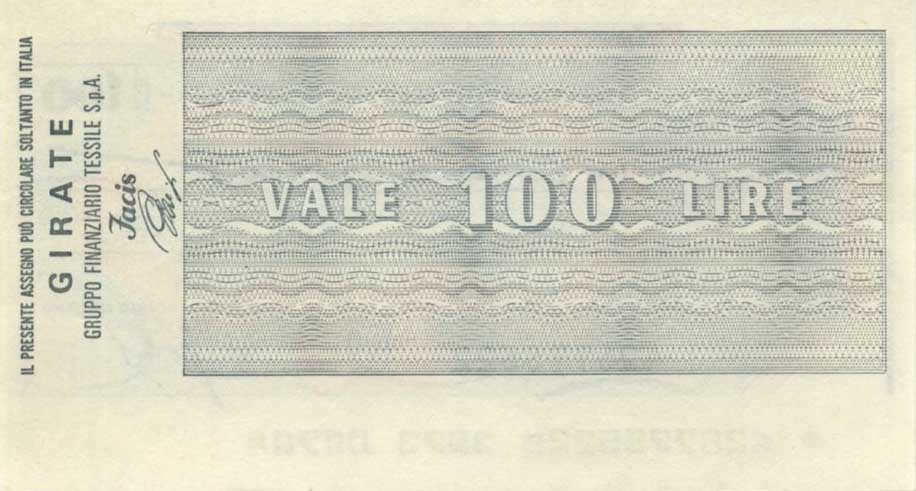 IL PRESENTE ASSEGNO PUÒ CIRCOLARE SOLTANTO IN ITALIA
GIRATE
GRUPPO FINANZIARIO TESSILE S.p.A.
Facis
VALE 100 LIRE